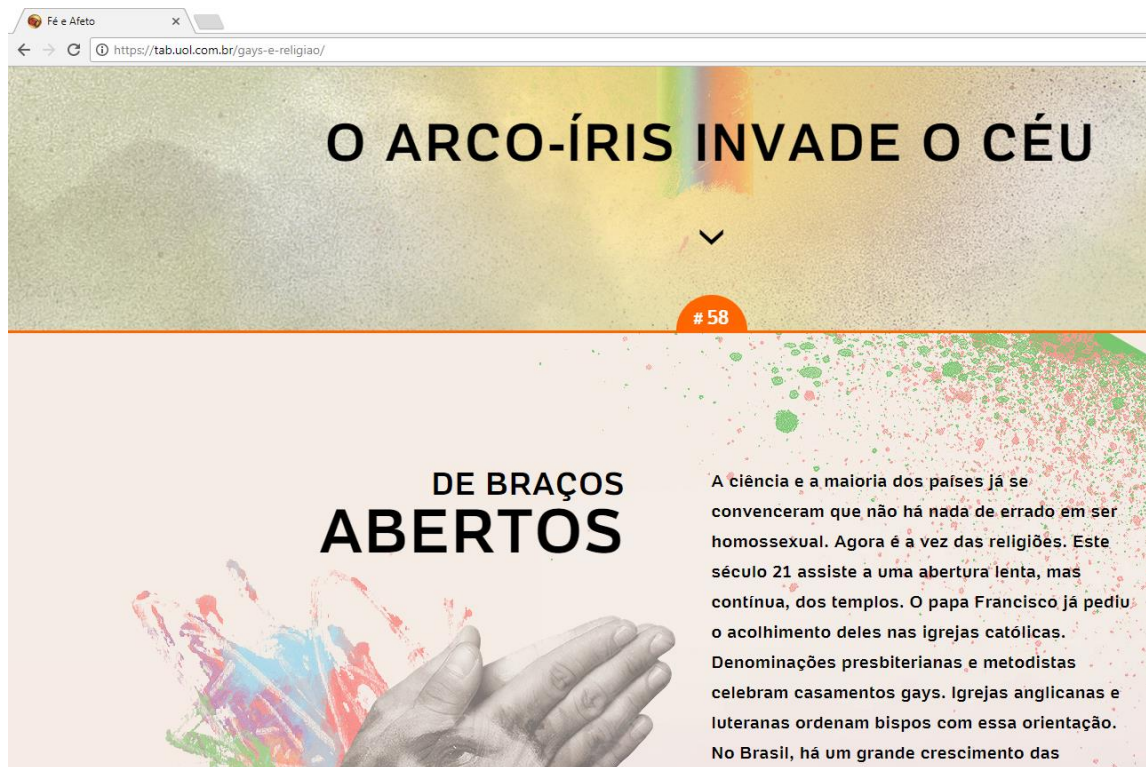 Fé e Afeto
https://tab.uol.com.br/gays-e-religiao/
O ARCO-ÍRIS INVADE O CÉU
# 58
DE BRAÇOS
ABERTOS
A ciência e a maioria dos países já se
convenceram que não há nada de errado em ser
homossexual. Agora é a vez das religiões. Este
século 21 assiste a uma abertura lenta, mas
contínua, dos templos. O papa Francisco já pediu
o acolhimento deles nas igrejas católicas.
Denominações presbiterianas e metodistas
celebram casamentos gays. Igrejas anglicanas e
luteranas ordenam bispos com essa orientação.
No Brasil, há um grande crescimento das